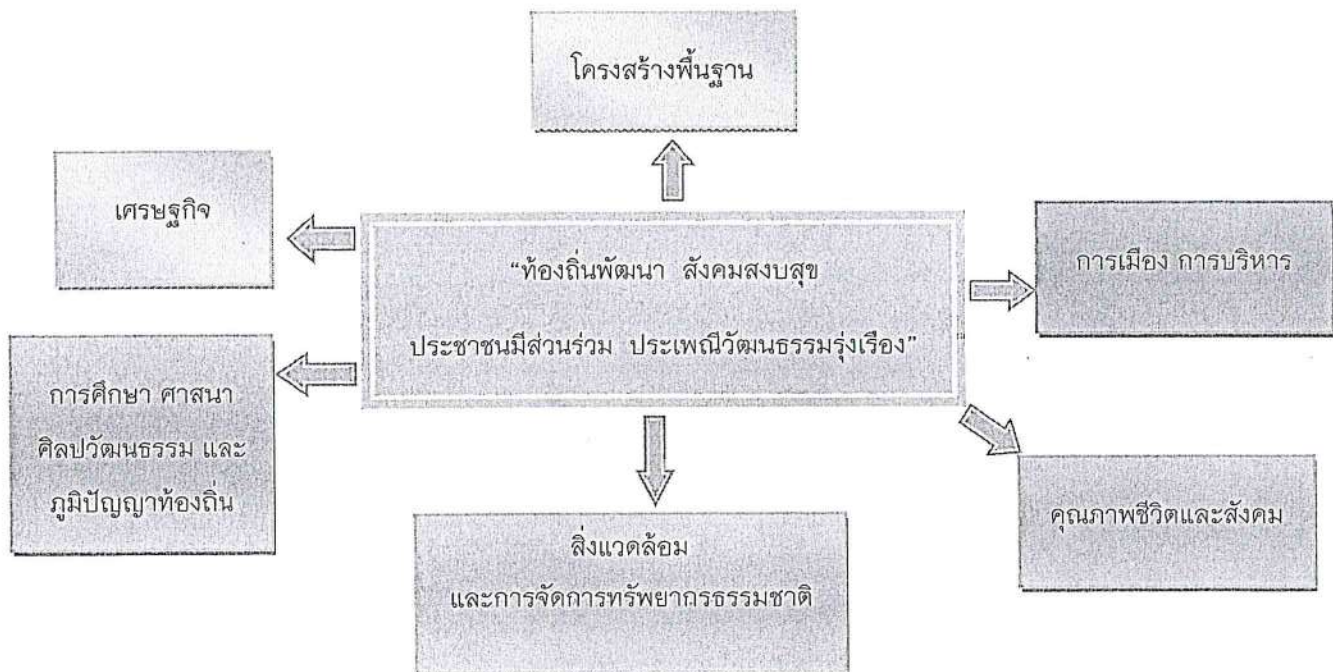 โครงสร้างพื้นฐาน
เศรษฐกิจ
“ท้องถิ่นพัฒนา สังคมสงบสุข
ประชาชนมีส่วนร่วม ประเพณีวัฒนธรรมรุ่งเรือง”
การเมือง การบริหาร
การศึกษา ศาสนา
ศิลปวัฒนธรรม และ
ภูมิปัญญาท้องถิ่น
คุณภาพชีวิตและสังคม
สิ่งแวดล้อม
และการจัดการทรัพยากรธรรมชาติ